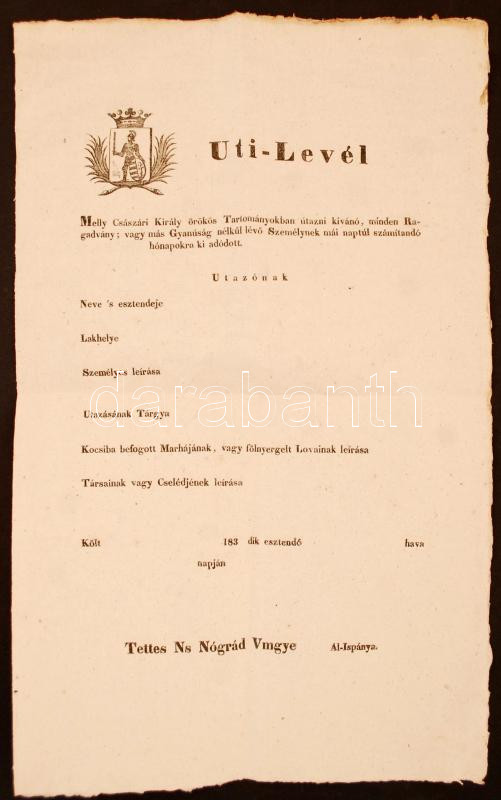 Uti-Levél
Melly Császári Király örökös Tartományokban útazni kívánó, minden Ra-
gadvány; vagy más Gyanúság nélkűl lévő Személynek mái naptúl számítandó
hónapokra ki adódott.
Utazónak
Neve 's esztendeje
Lakhelye
Személyes leírása
darabanth
Utazásának Tárgya
Kocsiba befogott Marhájának, vagy fölnyergelt Lovainak leírása
Társainak vagy Cselédjének leírása
Költ 183 dik esztendő hava
napján
Tettes Ns Nógrád Vmgye Al-Ispánya.